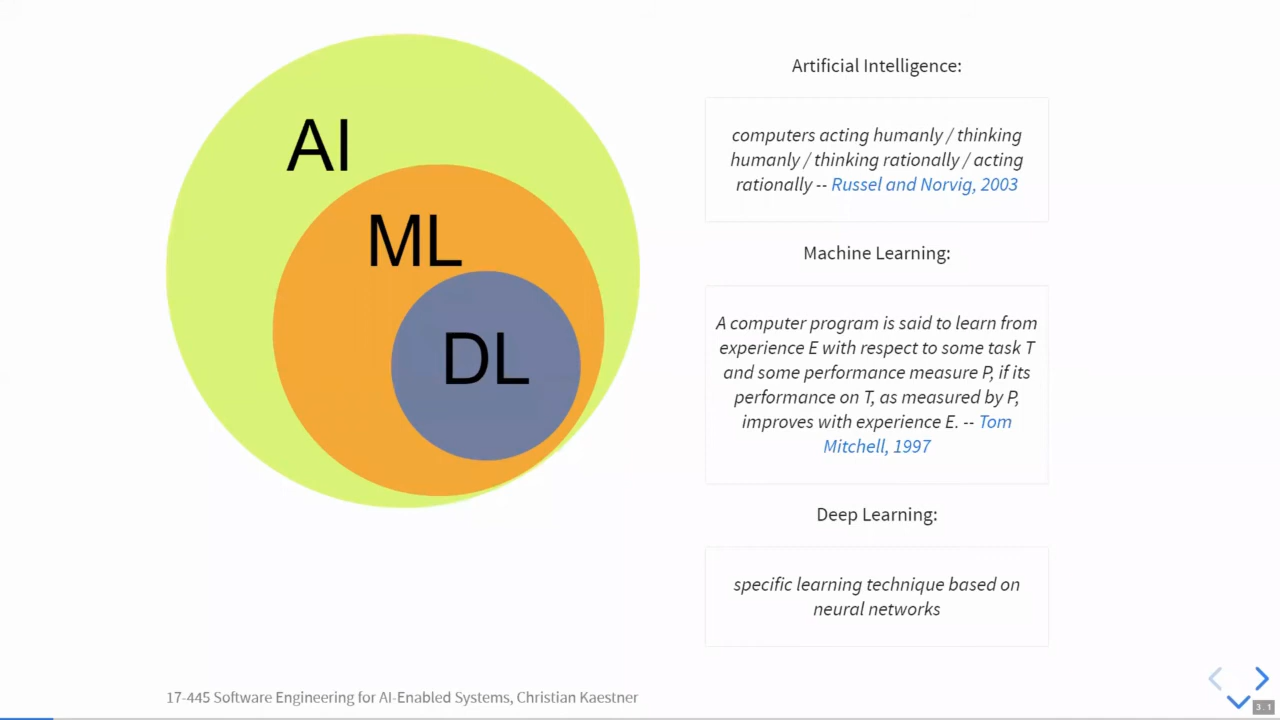 AI
ML
DL
Artificial Intelligence:
computers acting humanly / thinking
humanly / thinking rationally / acting
rationally -- Russel and Norvig, 2003
Machine Learning:
A computer program is said to learn from
experience E with respect to some task T
and some performance measure P, if its
performance on T, as measured by P,
improves with experience E. -- Tom
Mitchell, 1997
Deep Learning:
specific learning technique based on
neural networks
17-445 Software Engineering for AI-Enabled Systems, Christian Kaestner
3.1